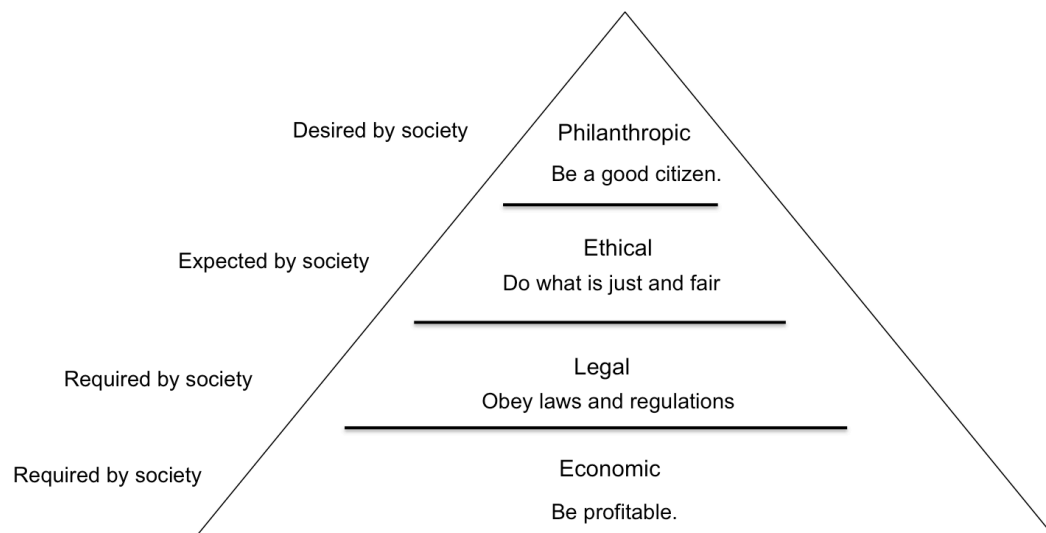 Desired by society
Philanthropic
Be a good citizen.
Expected by society
Ethical
Do what is just and fair
Required by society
Legal
Obey laws and regulations
Required by society
Economic
Be profitable.